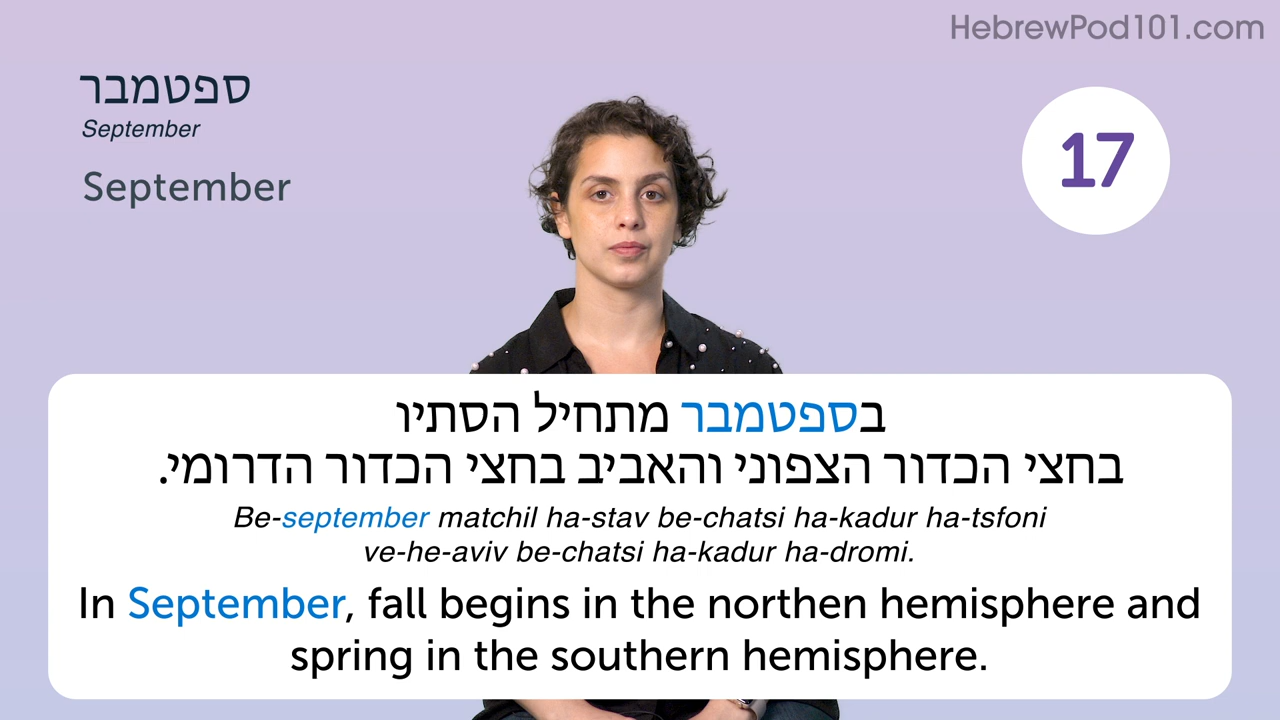 HebrewPod101.com
ספטמבר
September
September
17
בספטמבר מתחיל הסתיו
בחצי הכדור הצפוני והאביב בחצי הכדור הדרומי.
Be-september matchil ha-stav be-chatsi ha-kadur ha-tsfoni
ve-he-aviv be-chatsi ha-kadur ha-dromi.
In September, fall begins in the northen hemisphere and
spring in the southern hemisphere.